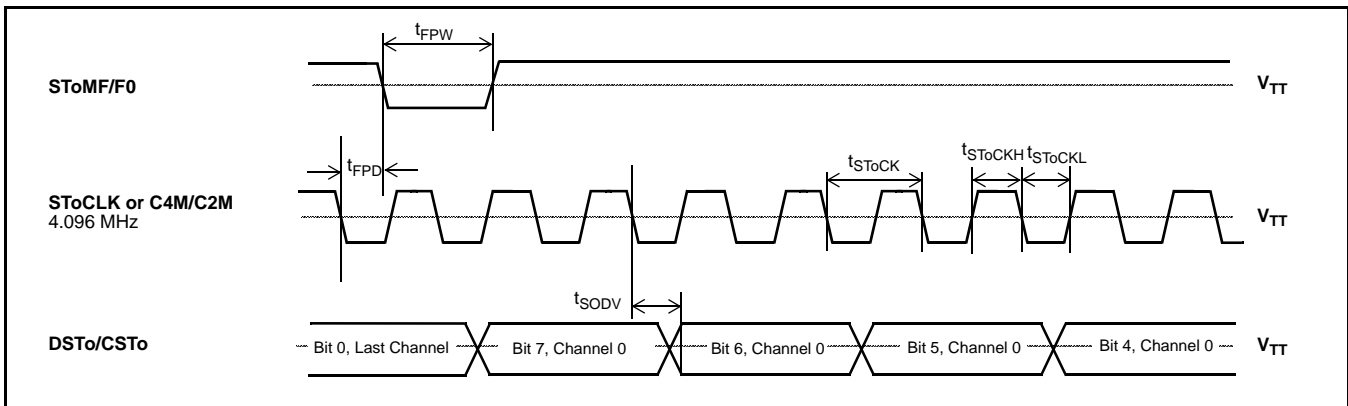 tFPW
SToMF/F0
VTT
tFPD
tSToCK
tSToCKH
tSToCKL
SToCLK or C4M/C2M
4.096 MHz
VTT
tSODV
DSTo/CSTo
Bit 0, Last Channel
Bit 7, Channel 0
Bit 6, Channel 0
Bit 5, Channel 0
Bit 4, Channel 0
VTT